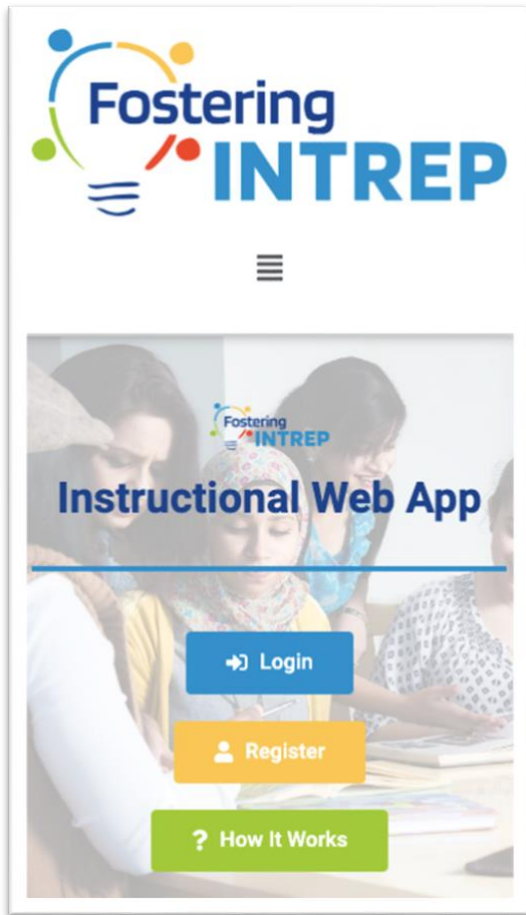 Fostering
INTREP
Fostering
INTREP
Instructional Web App
Login
Register
? How It Works